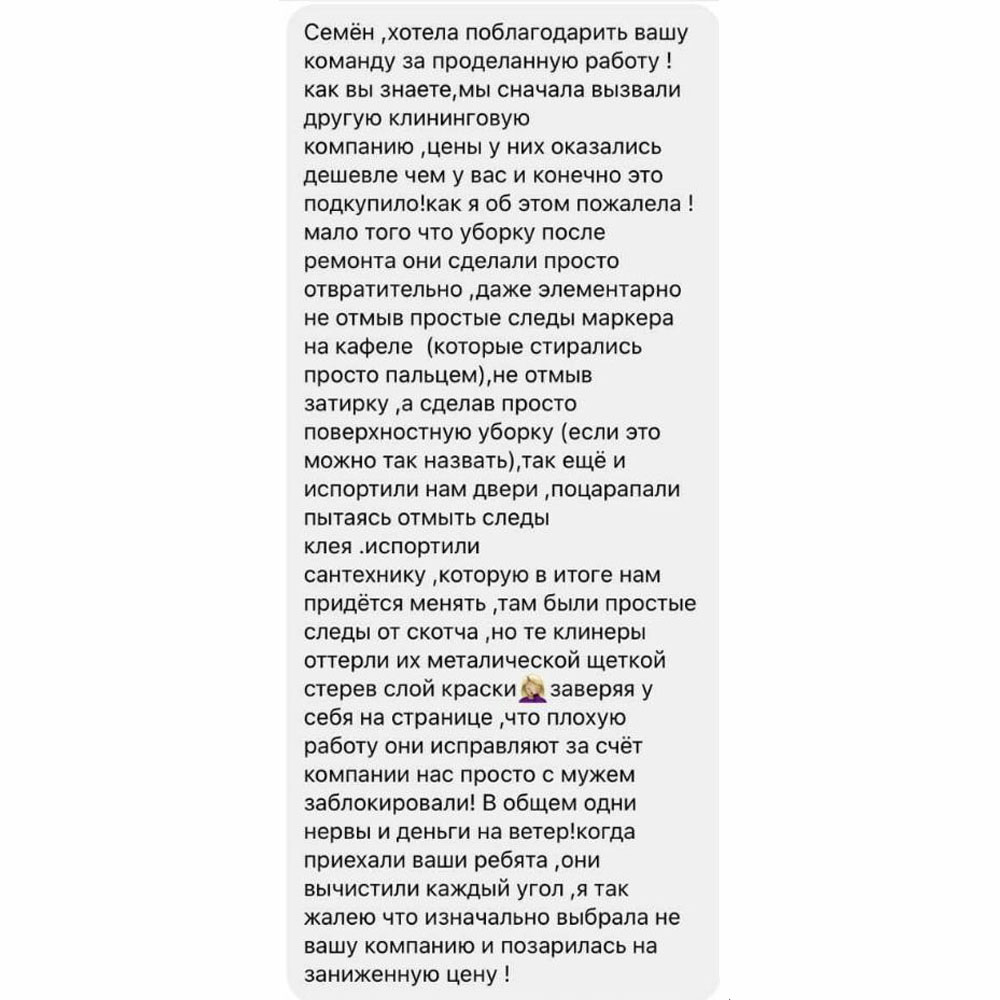 Семён ,хотела поблагодарить вашу
команду за проделанную работу !
как вы знаете,мы сначала вызвали
другую клининговую
компанию ,цены у них оказались
дешевле чем у вас и конечно это
подкупило!как я об этом пожалела !
мало того что уборку после
ремонта они сделали просто
отвратительно ,даже элементарно
не отмыв простые следы маркера
на кафеле  (которые стирались
просто пальцем),не отмыв
затирку ,а сделав просто
поверхностную уборку (если это
можно так назвать),так ещё и
испортили нам двери ,поцарапали
пытаясь отмыть следы
клея .испортили
сантехнику ,которую в итоге нам
придётся менять ,там были простые
следы от скотча ,но те клинеры
оттерли их металической щеткой
стерев слой краски🤦🏼‍♀️заверяя у
себя на странице ,что плохую
работу они исправляют за счёт
компании нас просто с мужем
заблокировали! В общем одни
нервы и деньги на ветер!когда
приехали ваши ребята ,они
вычистили каждый угол ,я так
жалею что изначально выбрала не
вашу компанию и позарилась на
заниженную цену !